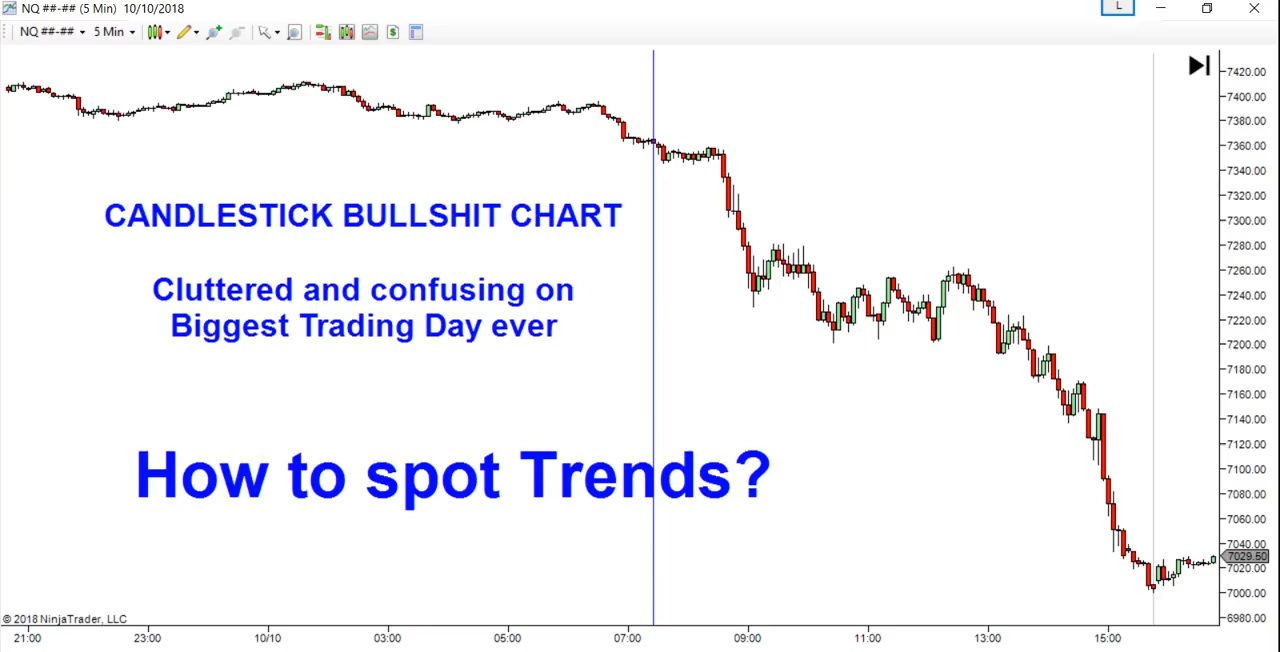 NQ ##-## (5 Min) 10/10/2018
L
NQ ##-## 5 Min
$
CANDLESTICK BULLSHIT CHART
Cluttered and confusing on
Biggest Trading Day ever
How to spot Trends?
7420.00
7400.00
7380.00
7360.00
7340.00
7320.00
7300.00
7280.00
7260.00
7240.00
7220.00
7200.00
7180.00
7160.00
7140.00
7120.00
7100.00
7080.00
7060.00
7040.00
7029.50
7020.00
7000.00
6980.00
© 2018 NinjaTrader, LLC
21:00 23:00 10/10 03:00 05:00 07:00 09:00 11:00 13:00 15:00